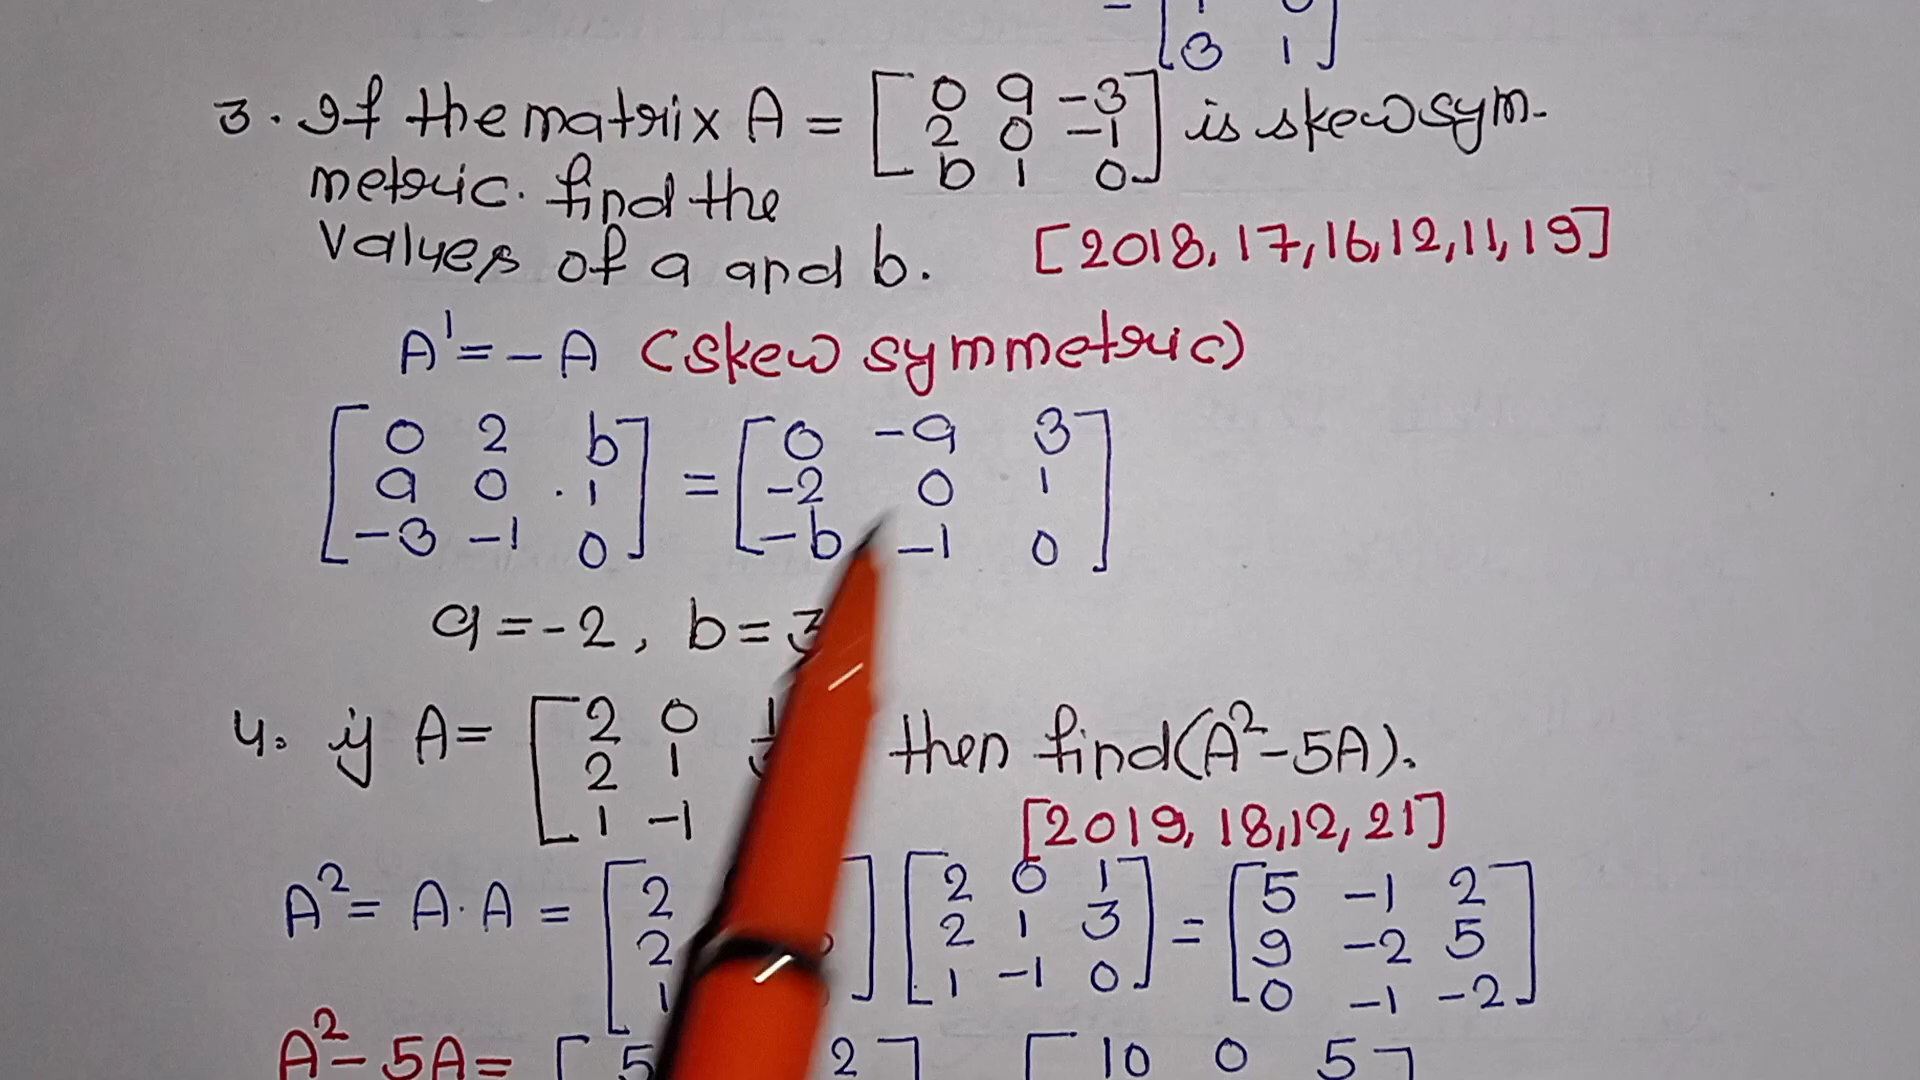 3 1
3. If the matrix A = [0 a -3
2 0 -1
b 1 0] is skew sym-
metric. find the
values of a and b. [2018, 17, 16, 12, 11, 19]
A' = - A (skew symmetric)
[0 2 b
a 0 . 1
-3 -1 0] = [0 -a 3
-2 0 1
-b -1 0]
a = -2, b = 3
4. if A = [2 0
2 1
1 -1 then find (A²-5A).
[2019, 18, 12, 21]
A² = A.A = [2
2
1 ] [2 0 1
2 1 3
1 -1 0] = [5 -1 2
9 -2 5
0 -1 -2]
A² - 5A = [5 2] [10 0 5]